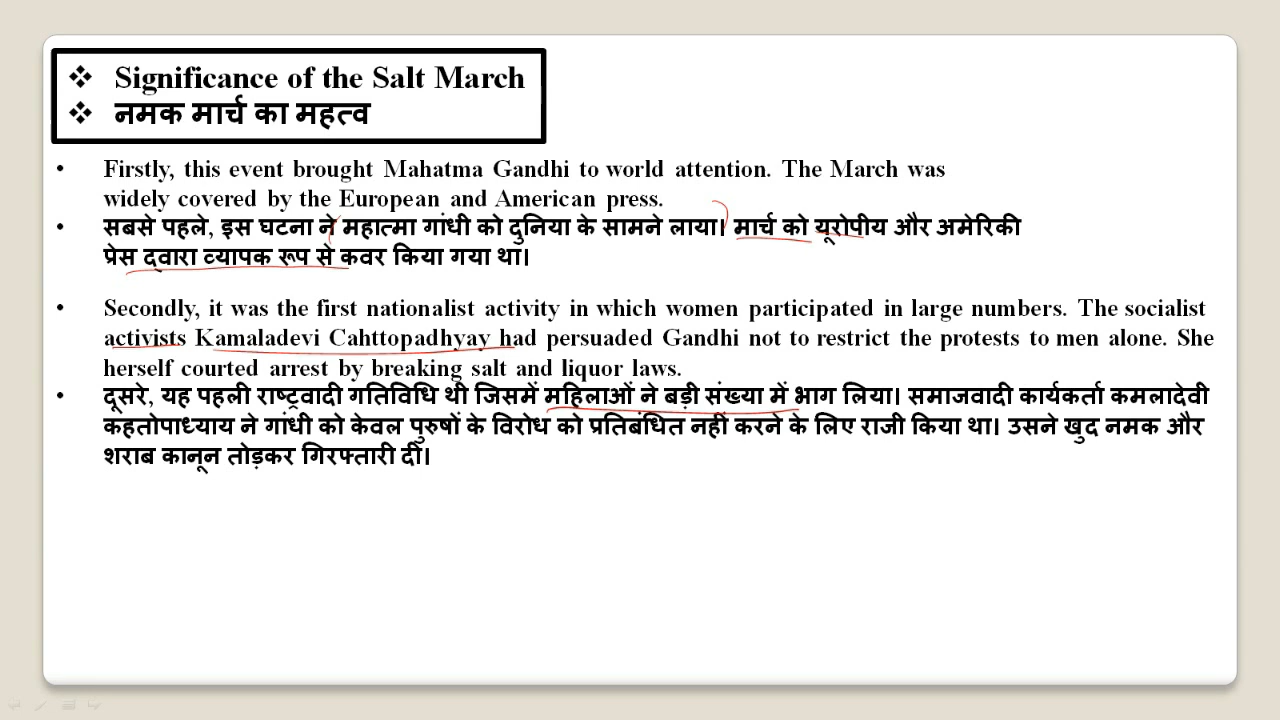 ❖ Significance of the Salt March
❖ नमक मार्च का महत्व
• Firstly, this event brought Mahatma Gandhi to world attention. The March was
widely covered by the European and American press.
• सबसे पहले, इस घटना ने महात्मा गांधी को दुनिया के सामने लाया। मार्च को यूरोपीय और अमेरिकी
प्रेस द्वारा व्यापक रूप से कवर किया गया था।
• Secondly, it was the first nationalist activity in which women participated in large numbers. The socialist
activists Kamaladevi Cahttopadhyay had persuaded Gandhi not to restrict the protests to men alone. She
herself courted arrest by breaking salt and liquor laws.
• दूसरे, यह पहली राष्ट्रवादी गतिविधि थी जिसमें महिलाओं ने बड़ी संख्या में भाग लिया। समाजवादी कार्यकर्ता कमलादेवी
कहतोपाध्याय ने गांधी को केवल पुरुषों के विरोध को प्रतिबंधित नहीं करने के लिए राजी किया था। उसने खुद नमक और
शराब कानून तोड़कर गिरफ्तारी दी।